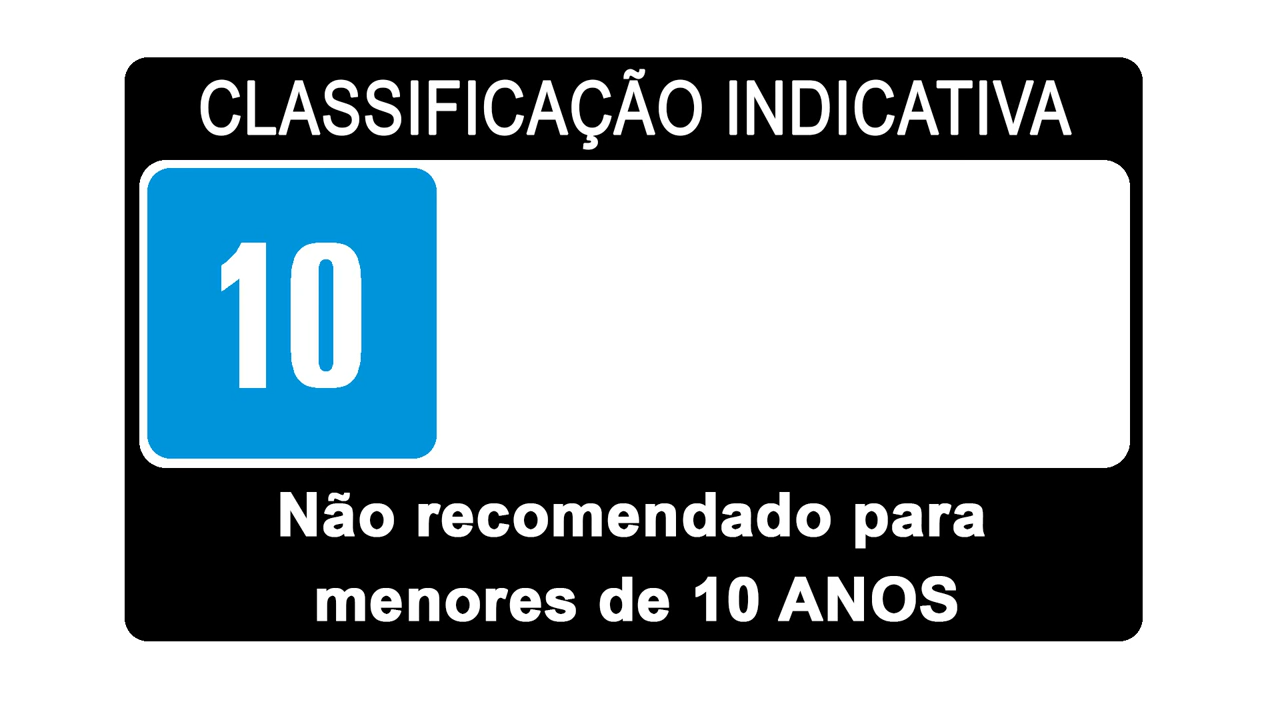 CLASSIFICAÇÃO INDICATIVA
10
Não recomendado para
menores de 10 ANOS